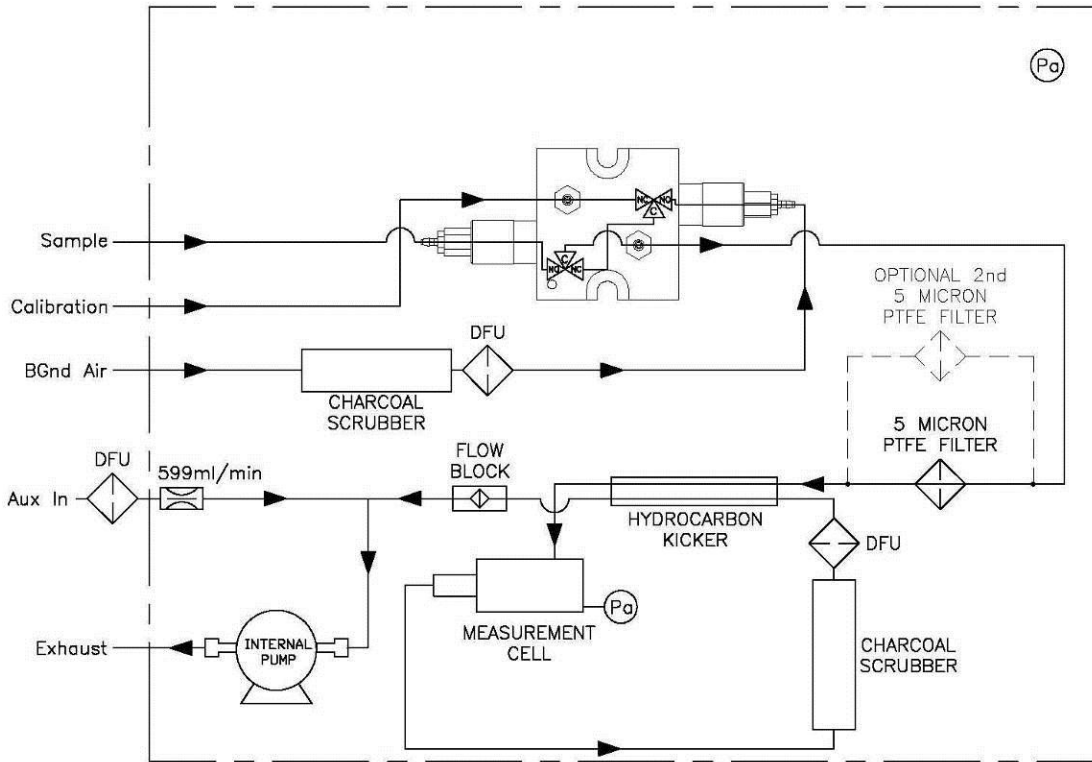 Pa
NC
NO
C
Sample
C
NO
NC
OPTIONAL 2nd
5 MICRON
PTFE FILTER
Calibration
BGnd Air
DFU
CHARCOAL
SCRUBBER
5 MICRON
PTFE FILTER
DFU
599ml/min
FLOW
BLOCK
Aux In
HYDROCARBON
KICKER
DFU
Pa
MEASUREMENT
CELL
Exhaust
INTERNAL
PUMP
CHARCOAL
SCRUBBER